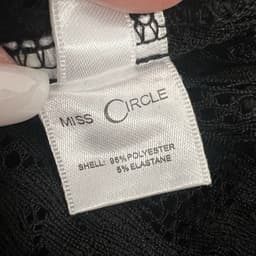 MISS CIRCLE
SHELL: 95%POLYESTER
5% ELASTANE